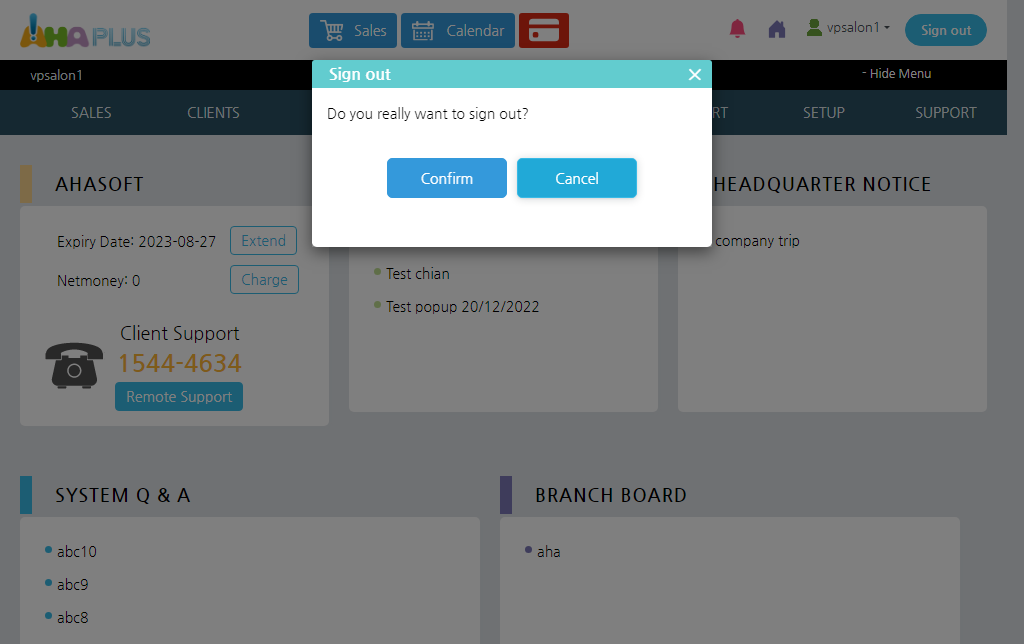 AHA PLUS
Sales
Calendar
vpsalon1
Sign out
vpsalon1
- Hide Menu
Sign out
Do you really want to sign out?
Confirm
Cancel
SALES
CLIENTS
RT
SETUP
SUPPORT
AHASOFT
Expiry Date: 2023-08-27
Extend
Netmoney: 0
Charge
Client Support
1544-4634
Remote Support
Test chian
Test popup 20/12/2022
HEADQUARTER NOTICE
company trip
SYSTEM Q & A
abc10
abc9
abc8
BRANCH BOARD
aha